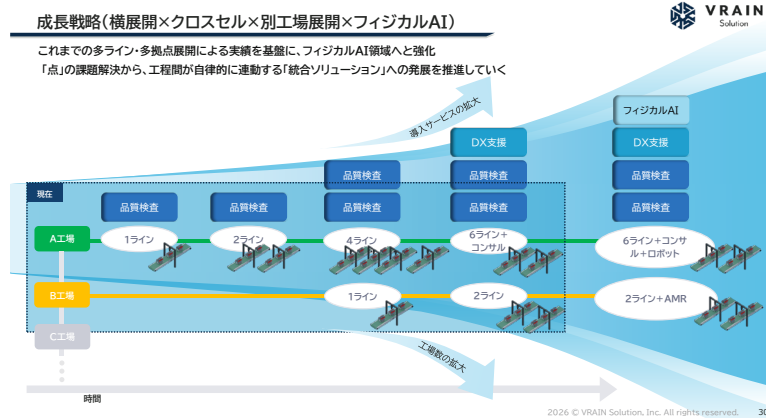 成長戦略(横展開×クロスセル×別工場展開×フィジカルAI)
VRAIN
Solution
これまでの多ライン・多拠点展開による実績を基盤に、フィジカルAI領域へと強化
「点」の課題解決から、工程間が自律的に連動する「統合ソリューション」への発展を推進していく
導入サービスの拡大
フィジカルAI
DX支援
DX支援
品質検査
品質検査
品質検査
現在
品質検査
品質検査
品質検査
品質検査
品質検査
A工場
1ライン
2ライン
4ライン
6ライン+
コンサル
6ライン+コンサ
ル+ロボット
B工場
1ライン
2ライン
2ライン+AMR
C工場
工場数の拡大
時間
2026 © VRAIN Solution, Inc. All rights reserved.